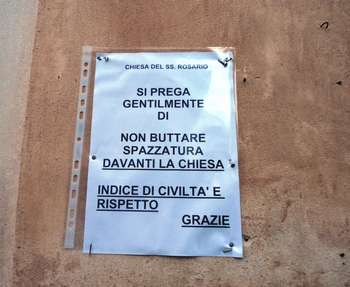 CHIESA DEL SS. ROSARIO
SI PREGA
GENTILMENTE
DI
NON BUTTARE
SPAZZATURA
DAVANTI LA CHIESA
INDICE DI CIVILTA' E
RISPETTO
GRAZIE